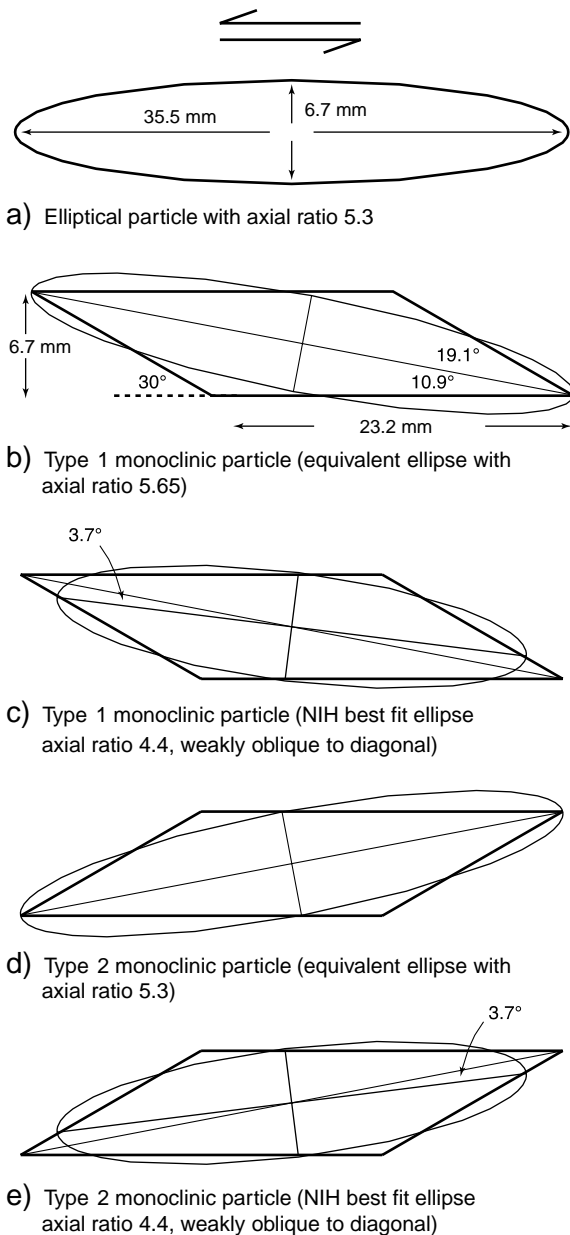 35.5 mm
6.7 mm
a) Elliptical particle with axial ratio 5.3
6.7 mm
30°
19.1°
10.9°
23.2 mm
b) Type 1 monoclinic particle (equivalent ellipse with
axial ratio 5.65)
3.7°
c) Type 1 monoclinic particle (NIH best fit ellipse
axial ratio 4.4, weakly oblique to diagonal)
d) Type 2 monoclinic particle (equivalent ellipse with
axial ratio 5.3)
3.7°
e) Type 2 monoclinic particle (NIH best fit ellipse
axial ratio 4.4, weakly oblique to diagonal)